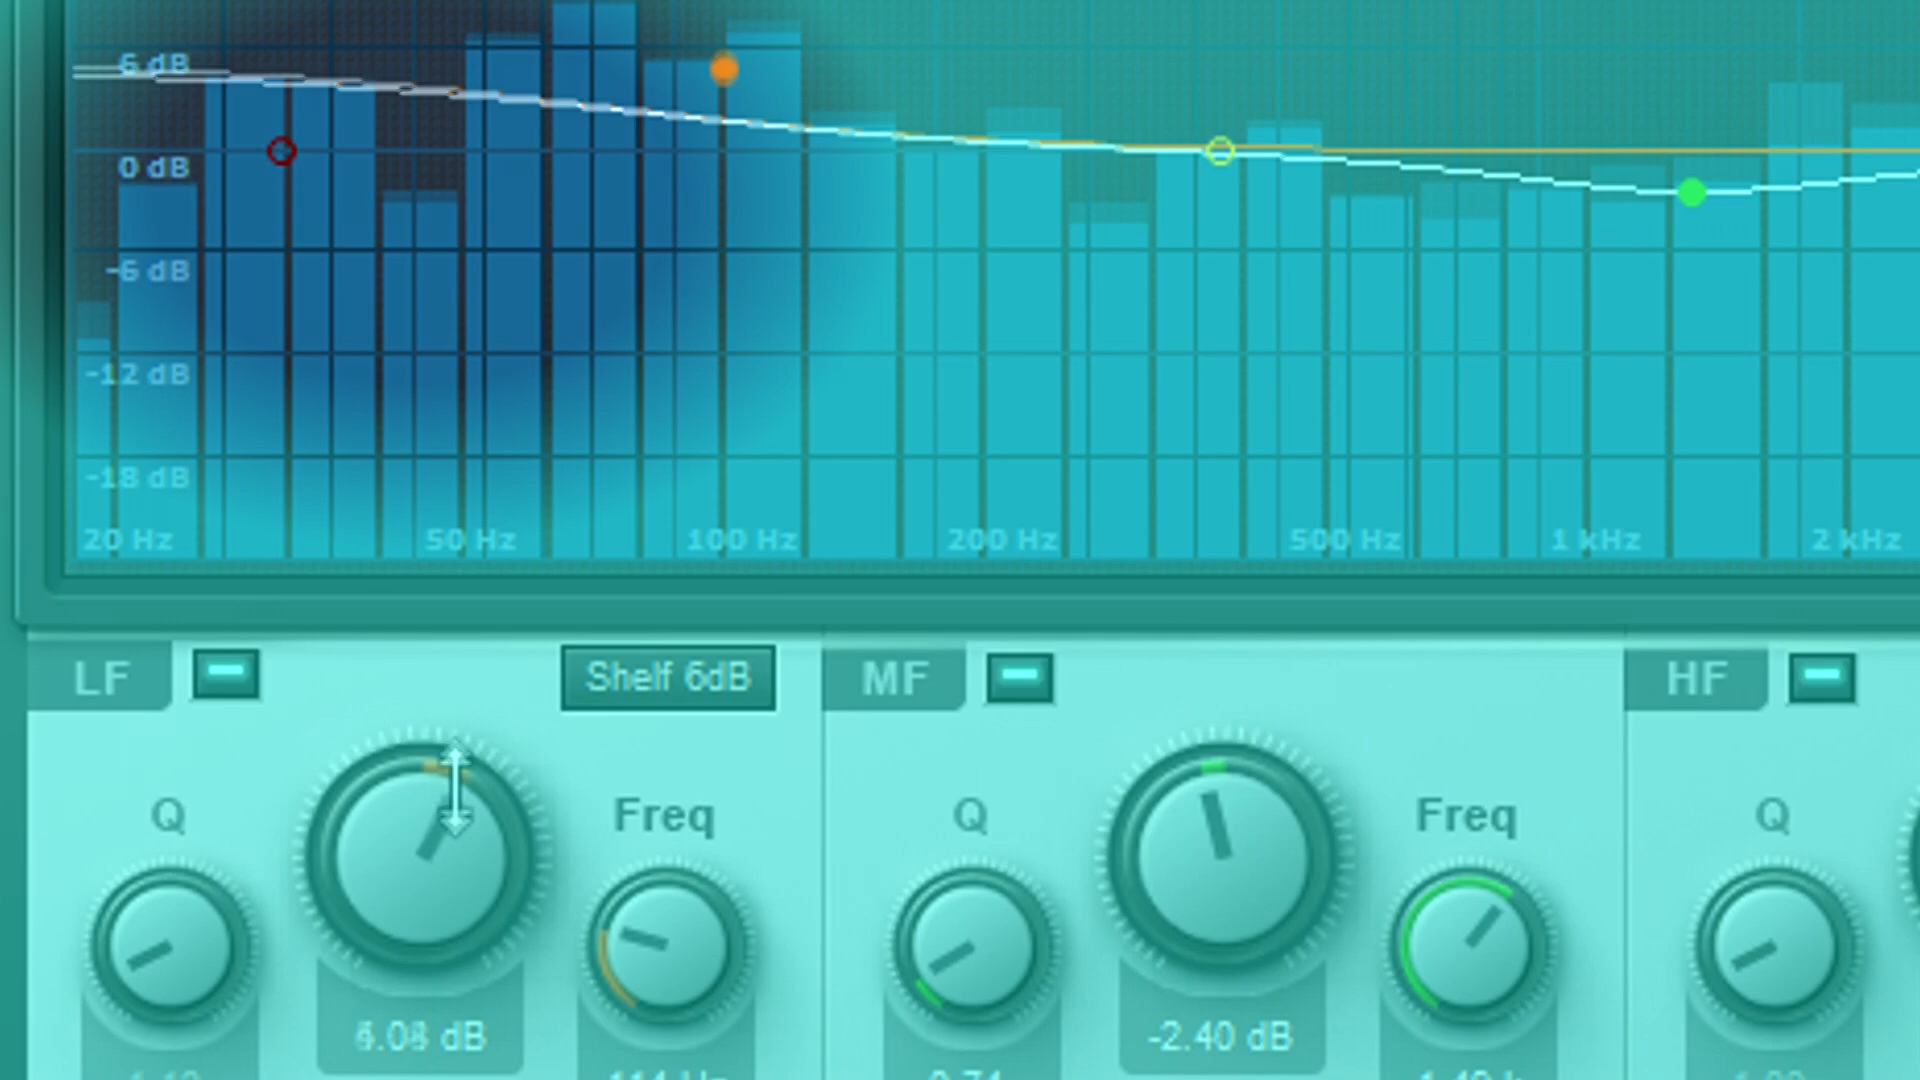 6 dB
0 dB
-6 dB
-12 dB
-18 dB
20 Hz 50 Hz 100 Hz 200 Hz 500 Hz 1 kHz 2 kHz
LF Shelf 6dB MF HF
Q Freq Q Freq Q
-2.40 dB